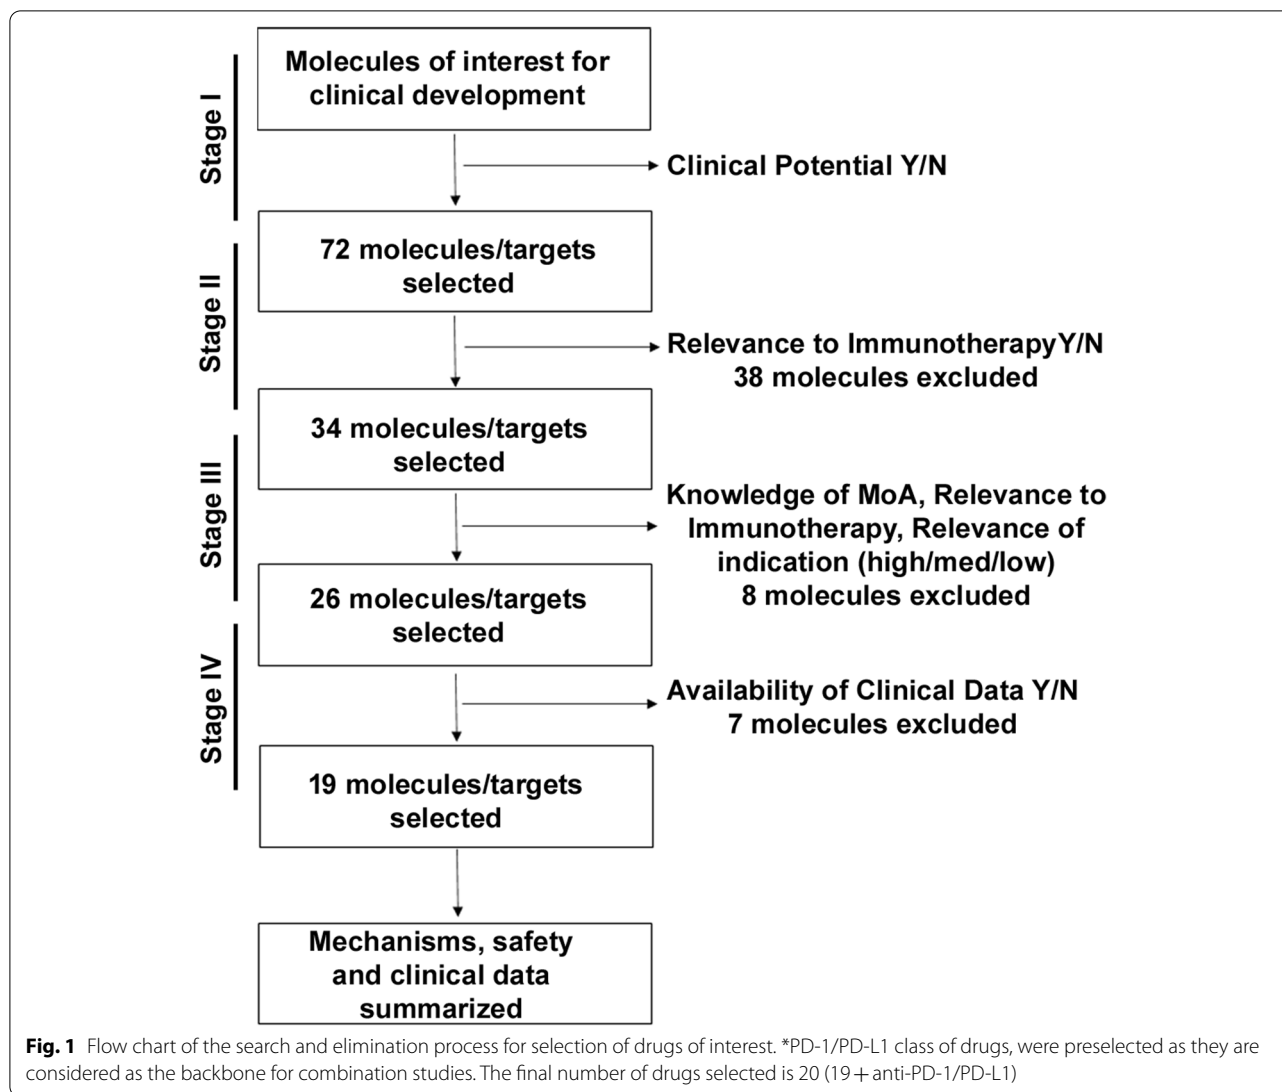 Molecules of interest for
clinical development
Stage I
Clinical Potential Y/N
72 molecules/targets
selected
Stage II
Relevance to ImmunotherapyY/N
38 molecules excluded
34 molecules/targets
selected
Stage III
Knowledge of MoA, Relevance to
Immunotherapy, Relevance of
indication (high/med/low)
8 molecules excluded
26 molecules/targets
selected
Stage IV
Availability of Clinical Data Y/N
7 molecules excluded
19 molecules/targets
selected
Mechanisms, safety
and clinical data
summarized
Fig. 1 Flow chart of the search and elimination process for selection of drugs of interest. *PD-1/PD-L1 class of drugs, were preselected as they are
considered as the backbone for combination studies. The final number of drugs selected is 20 (19 + anti-PD-1/PD-L1)